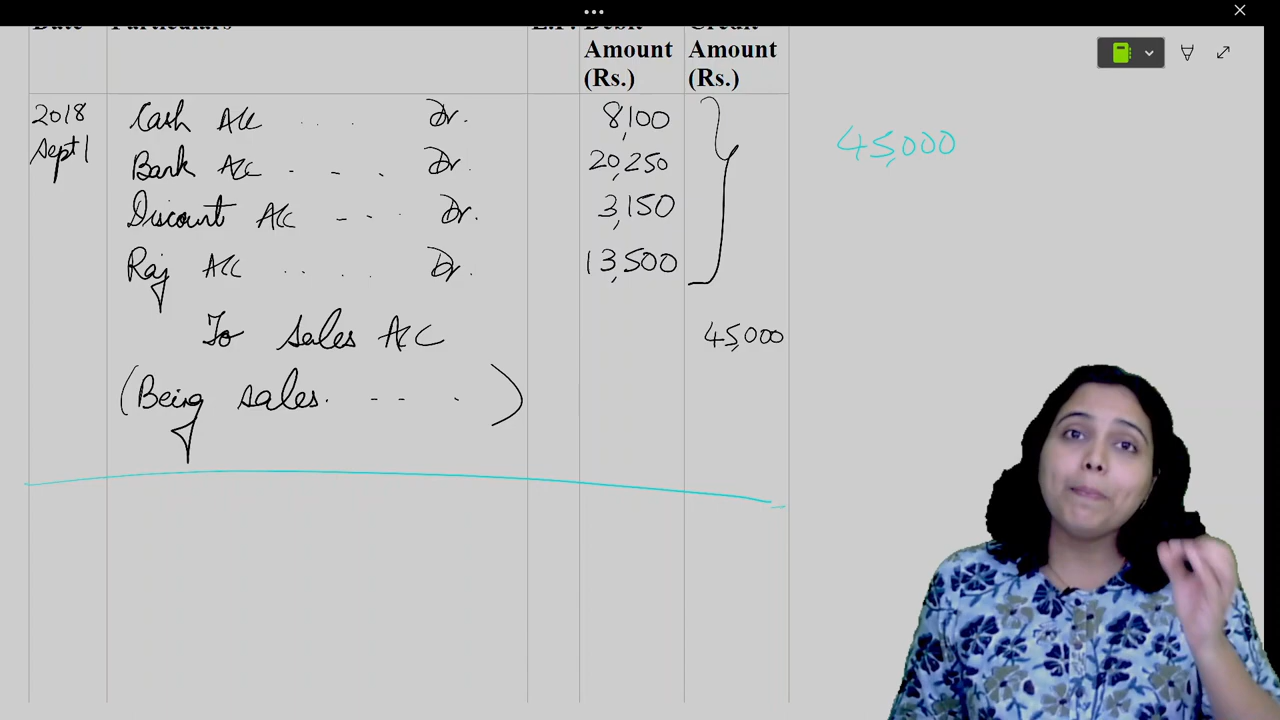 Amount Amount
(Rs.) (Rs.)
2018 Cash A/C .... Dr. 8,100
Sept 1 Bank A/C . - - . Dr. 20,250 45,000
Discount A/C - - - . Dr. 3,150
Raj A/C .. . . Dr. 13,500
To sales A/C 45,000
(Being sales. - - . )